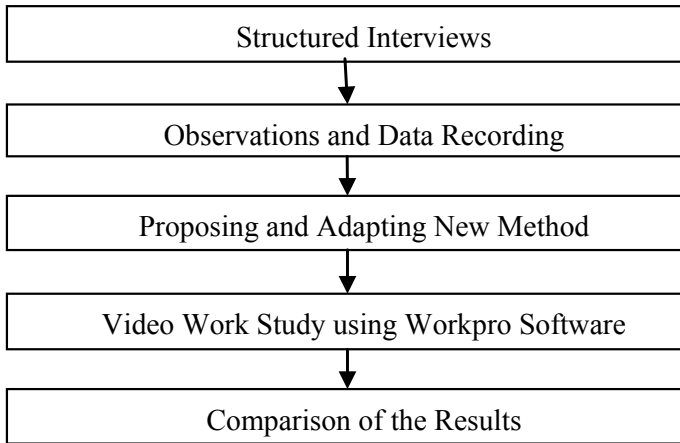 Structured Interviews
Observations and Data Recording
Proposing and Adapting New Method
Video Work Study using Workpro Software
Comparison of the Results